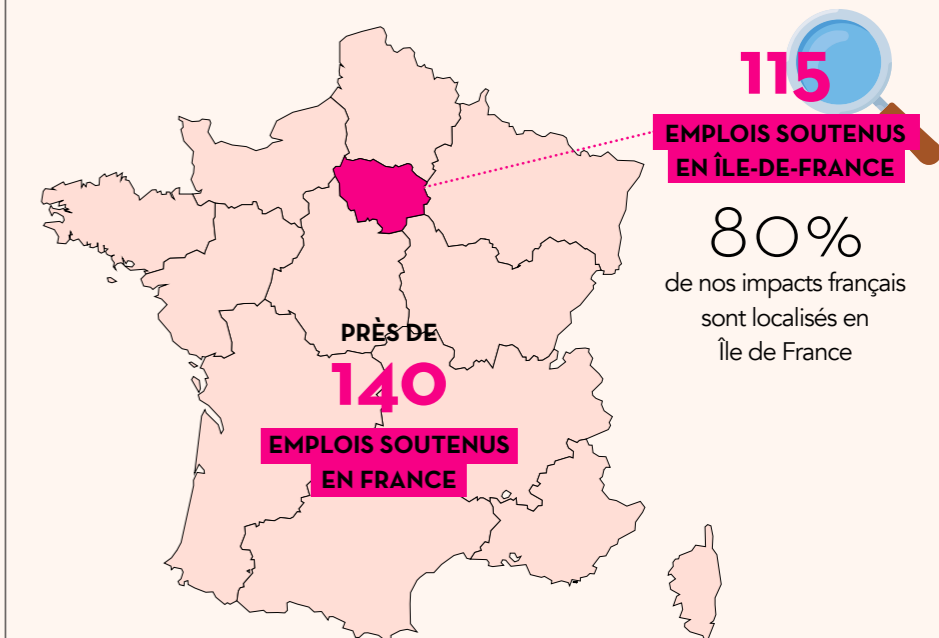 115
EMPLOIS SOUTENUS
EN ÎLE-DE-FRANCE
80%
de nos impacts français
sont localisés en
Île de France
PRÈS DE
140
EMPLOIS SOUTENUS
EN FRANCE